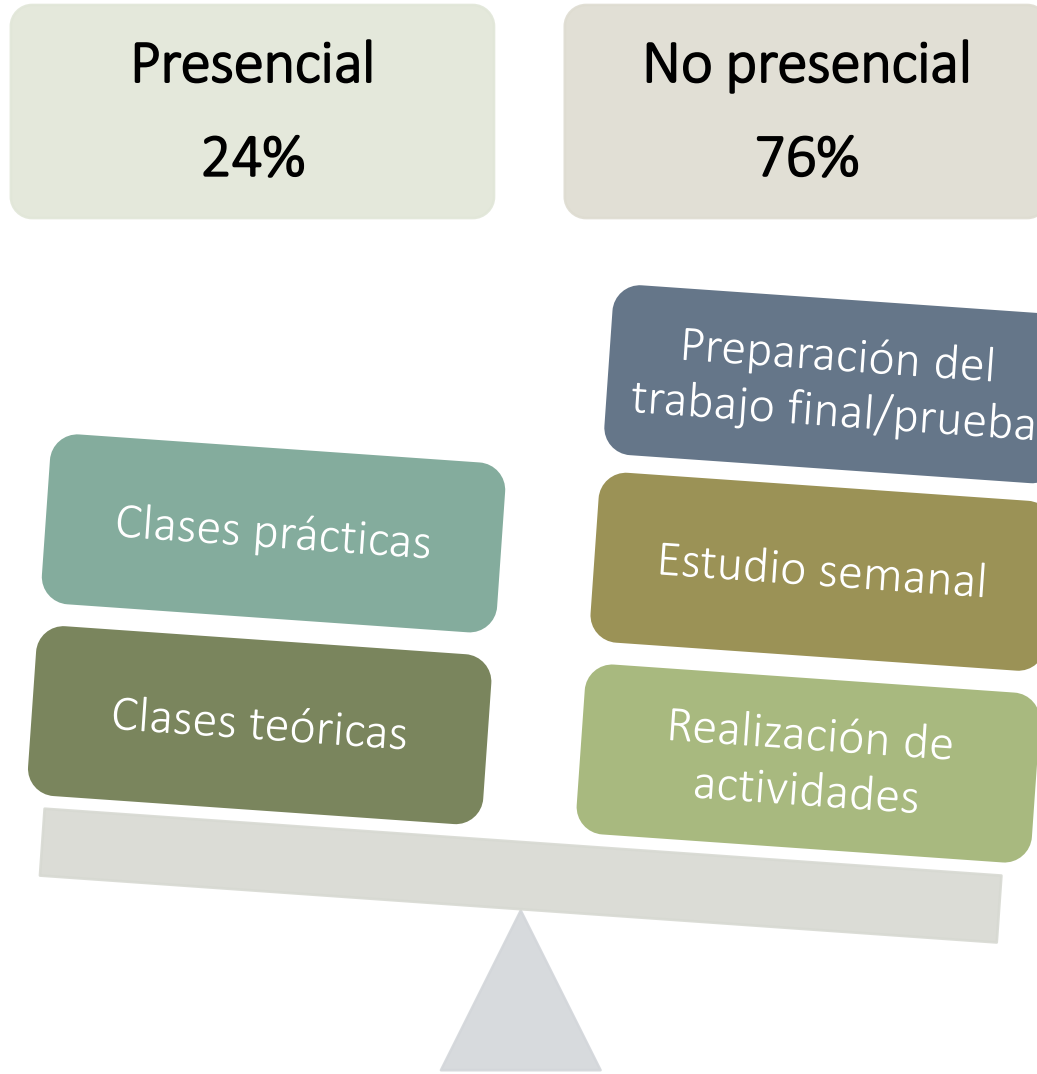 Presencial
24%
No presencial
76%
Clases prácticas
Clases teóricas
Preparación del
trabajo final/prueba
Estudio semanal
Realización de
actividades